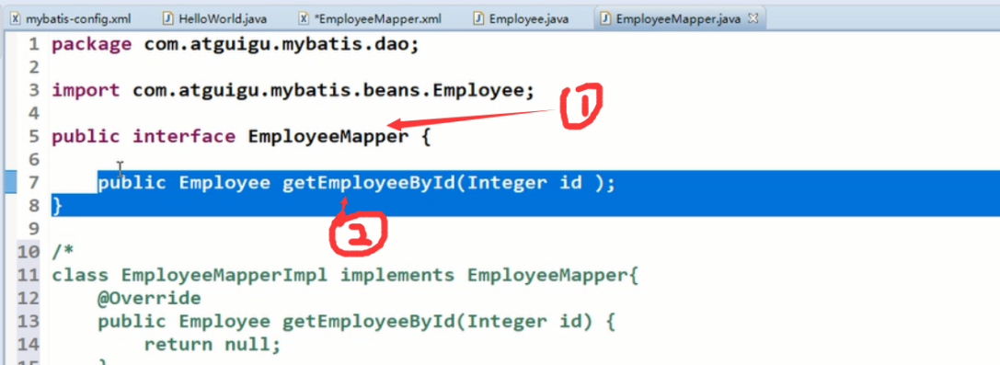 mybatis-config.xml HelloWorld.java *EmployeeMapper.xml Employee.java EmployeeMapper.java
1 package com.atguigu.mybatis.dao;
2
3 import com.atguigu.mybatis.beans.Employee;
4
①
5 public interface EmployeeMapper {
6
7 public Employee getEmployeeById(Integer id );
8 }
9
②
10 /*
11 class EmployeeMapperImpl implements EmployeeMapper{
12 @Override
13 public Employee getEmployeeById(Integer id) {
14 return null;